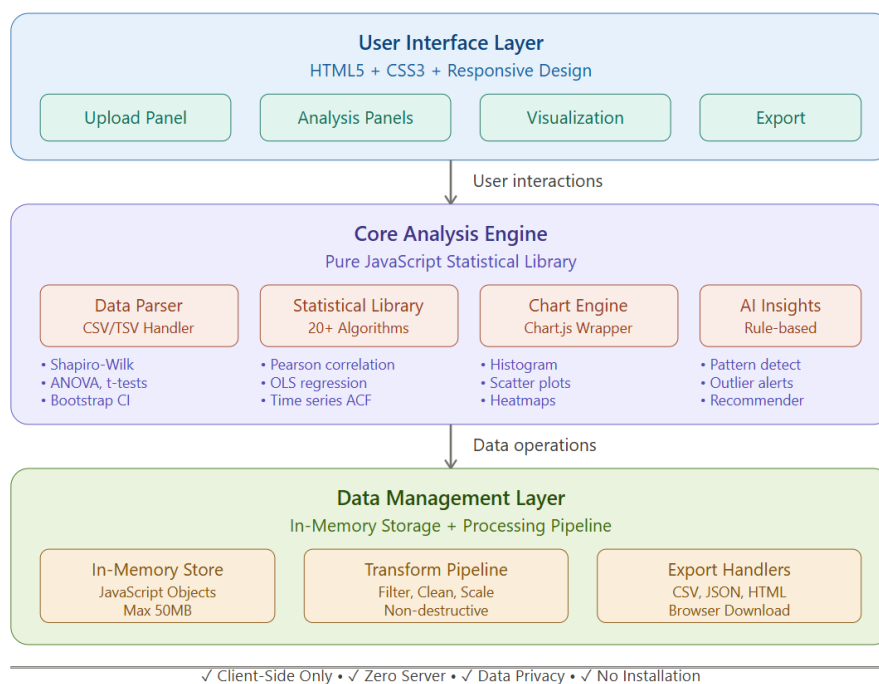 User Interface Layer
HTML5 + CSS3 + Responsive Design
Upload Panel
Analysis Panels
Visualization
Export
User interactions
Core Analysis Engine
Pure JavaScript Statistical Library
Data Parser
CSV/TSV Handler
Statistical Library
20+ Algorithms
Chart Engine
Chart.js Wrapper
AI Insights
Rule-based
• Shapiro-Wilk
• ANOVA, t-tests
• Bootstrap CI
• Pearson correlation
• OLS regression
• Time series ACF
• Histogram
• Scatter plots
• Heatmaps
• Pattern detect
• Outlier alerts
• Recommender
Data operations
Data Management Layer
In-Memory Storage + Processing Pipeline
In-Memory Store
JavaScript Objects
Max 50MB
Transform Pipeline
Filter, Clean, Scale
Non-destructive
Export Handlers
CSV, JSON, HTML
Browser Download
✓ Client-Side Only • ✓ Zero Server • ✓ Data Privacy • ✓ No Installation